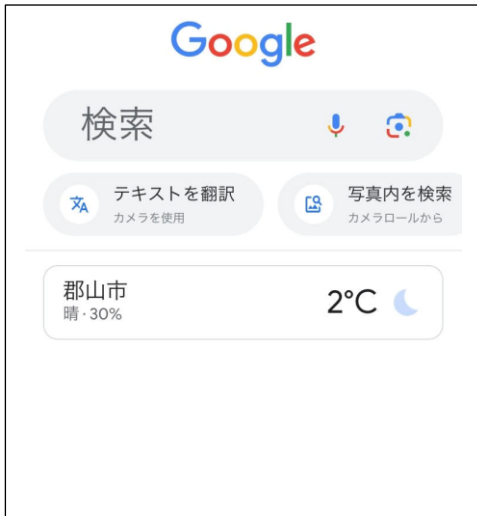 Google
検索
テキストを翻訳
カメラを使用
写真内を検索
カメラロールから
郡山市
晴・30%
2°C